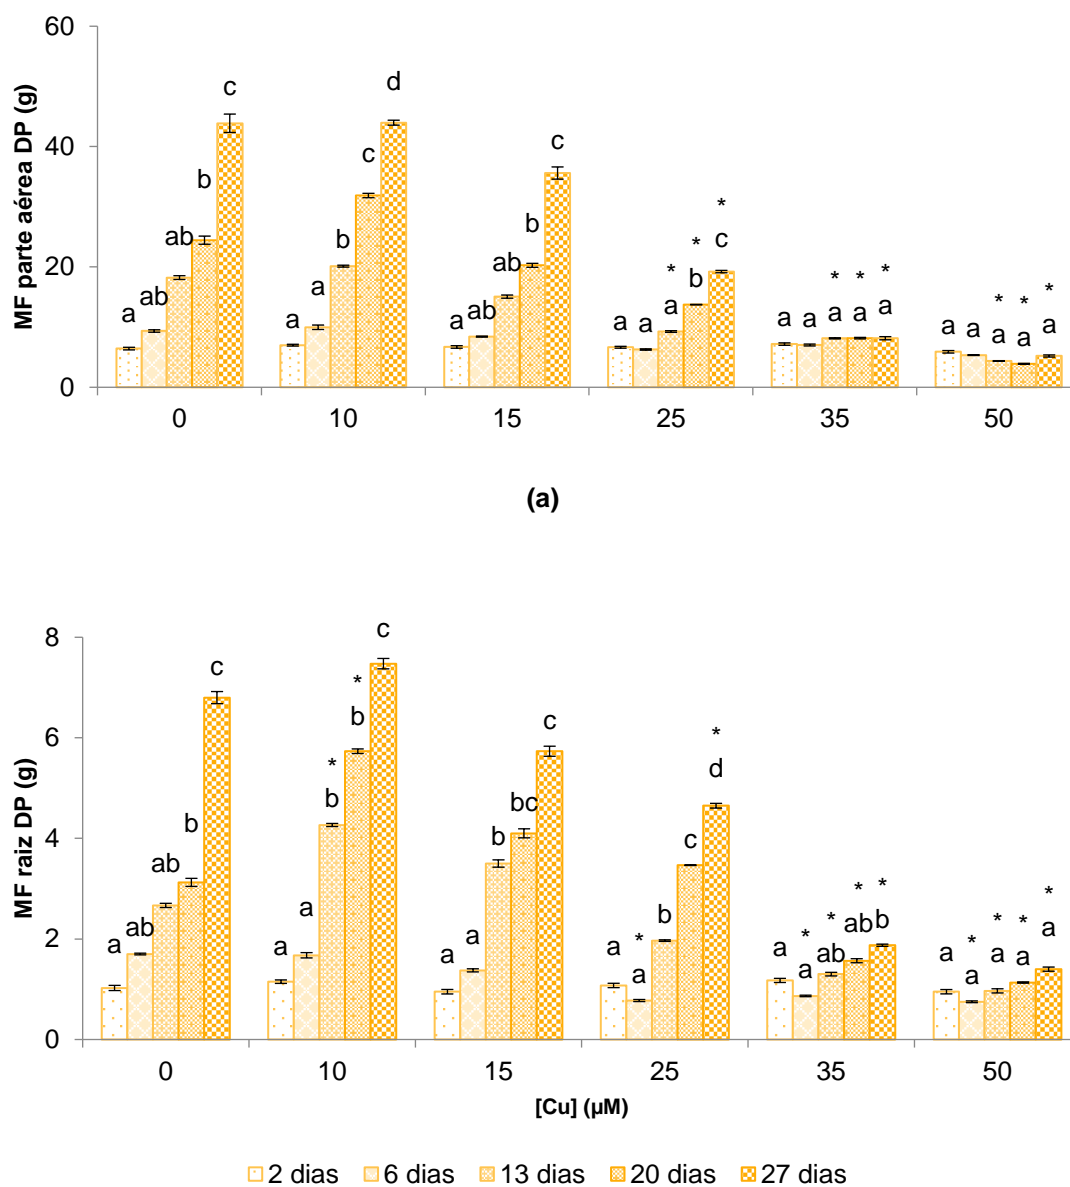 60
40
20
0
MF parte aérea DP (g)
a ab ab b c
a a b c d
a ab ab b c
a a a * b * c *
a a a * a * a *
a a a * a * a *
0 10 15 25 35 50
(a)
8
6
4
2
0
MF raiz DP (g)
a ab ab b c
a a b * b * c
a a b bc c
a a * b c d *
a a * ab * ab * b *
a a * a * a * a *
0 10 15 25 35 50
[Cu] (µM)
2 dias 6 dias 13 dias 20 dias 27 dias